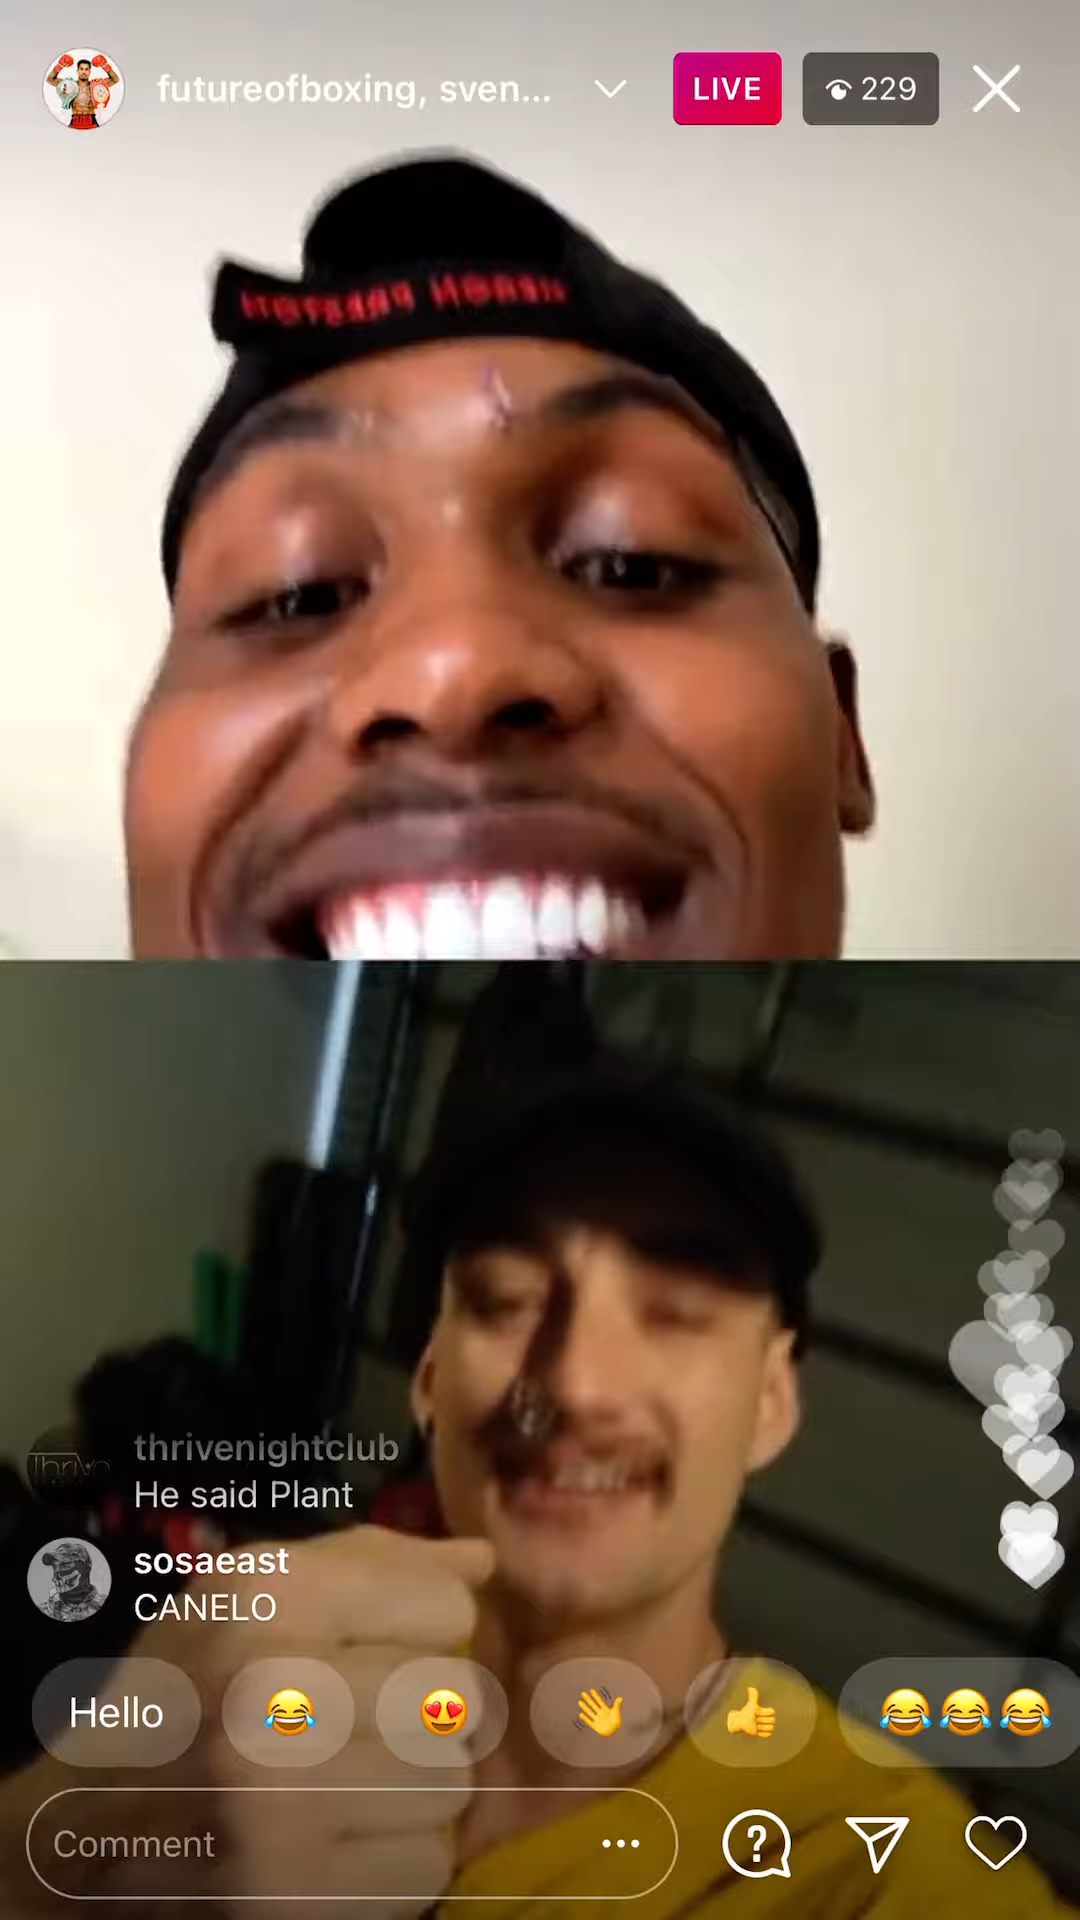 futureofboxing, sven...
LIVE
229
thrivenightclub
He said Plant
sosaeast
CANELO
Hello
Comment